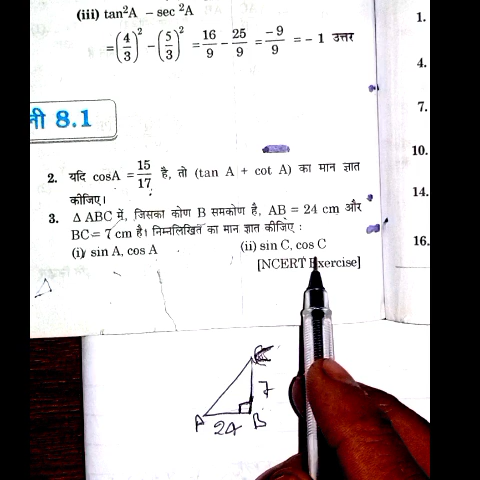 (iii) tan²A – sec ²A
= (4/3)² – (5/3)² = 16/9 – 25/9 = –9/9 = – 1 उत्तर
नी 8.1
2. यदि cosA = 15/17 है, तो (tan A + cot A) का मान ज्ञात
कीजिए।
3. Δ ABC में, जिसका कोण B समकोण है, AB = 24 cm और
BC = 7 cm है। निम्नलिखित का मान ज्ञात कीजिए :
(i) sin A, cos A (ii) sin C, cos C
[NCERT Exercise]
1.
4.
7.
10.
14.
16.
7
A 24 B